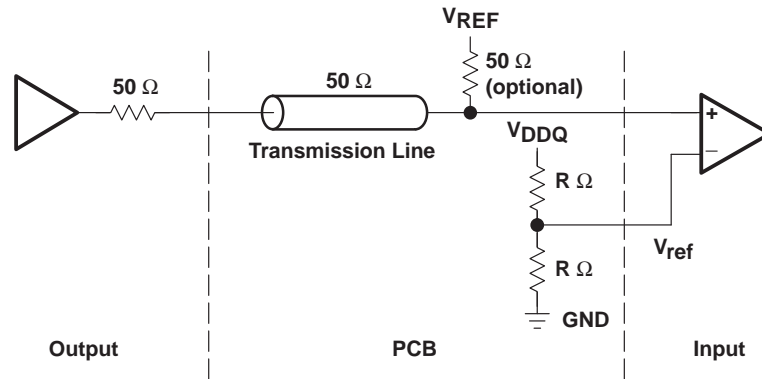 VREF
50 Ω
50 Ω
50 Ω
(optional)
+
–
Transmission Line
VDDQ
R Ω
R Ω
Vref
GND
Output
PCB
Input